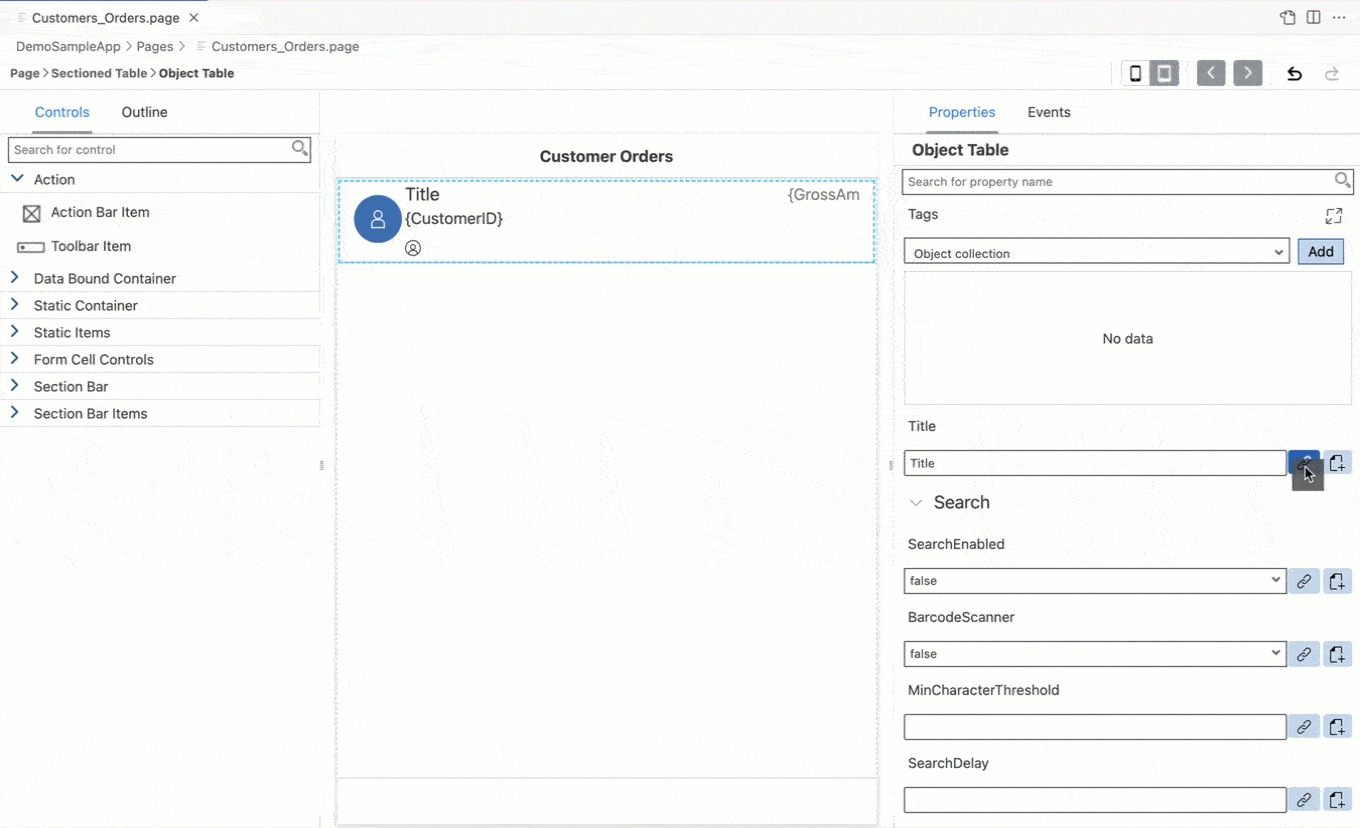 Customers_Orders.page
DemoSampleApp Pages Customers_Orders.page
Page Sectioned Table Object Table
Controls Outline
Search for control
Action
Action Bar Item
Toolbar Item
Data Bound Container
Static Container
Static Items
Form Cell Controls
Section Bar
Section Bar Items
Customer Orders
Title {GrossAm
{CustomerID}
Properties Events
Object Table
Search for property name
Tags
Object collection Add
No data
Title
Title
Search
SearchEnabled
false
BarcodeScanner
false
MinCharacterThreshold
SearchDelay